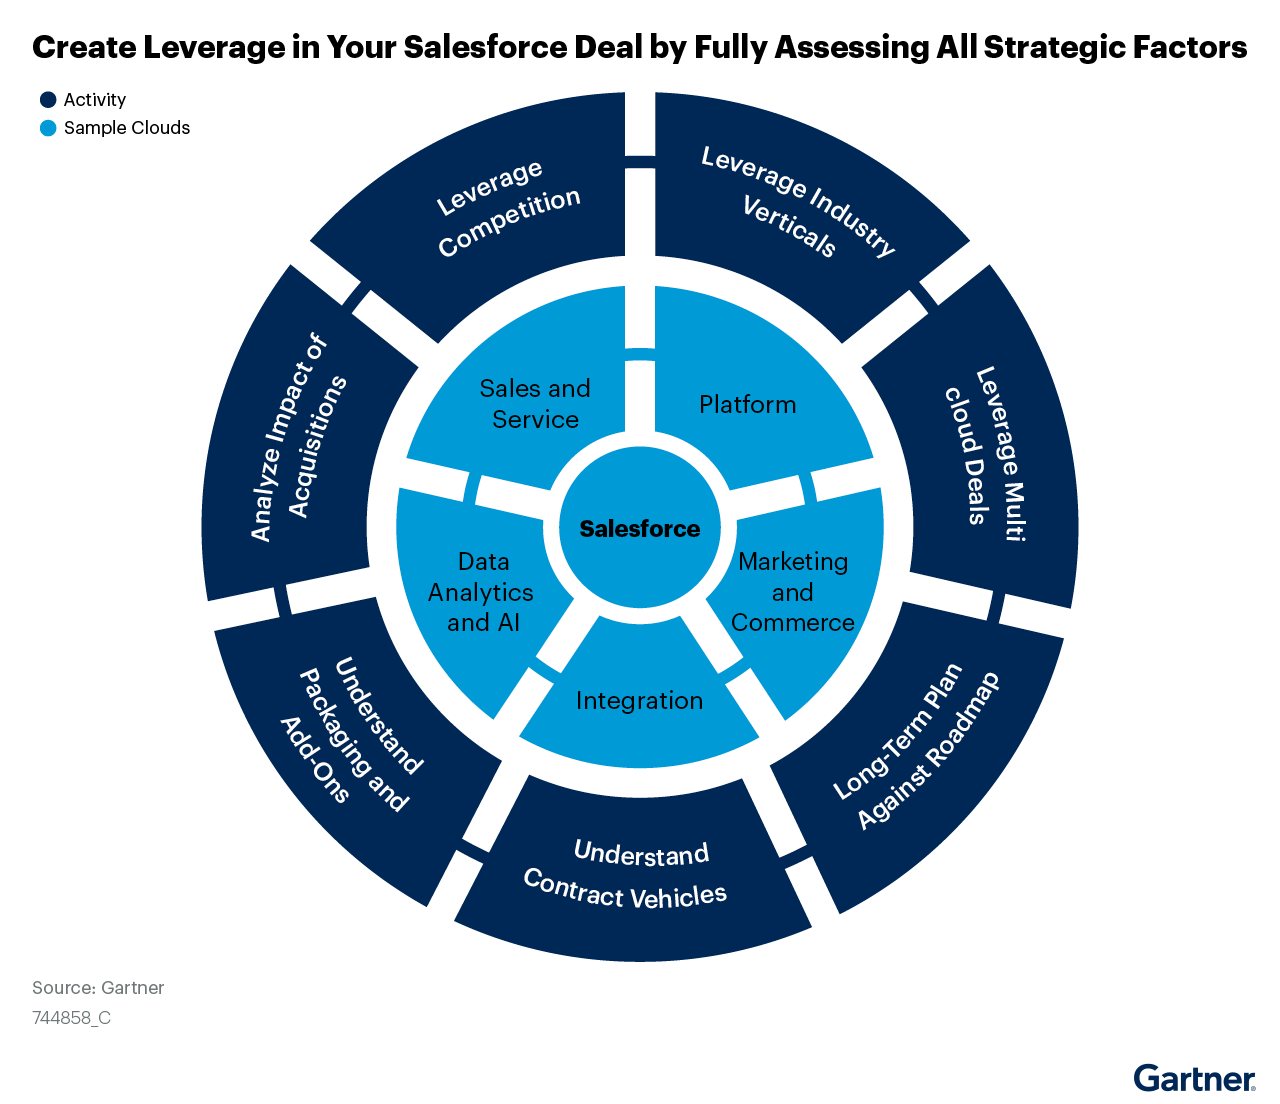 Create Leverage in Your Salesforce Deal by Fully Assessing All Strategic Factors
Activity
Sample Clouds
Leverage
Competition
Leverage Industry
Verticals
Leverage Multi
cloud Deals
Long-Term Plan
Against Roadmap
Understand
Contract Vehicles
Understand
Packaging and
Add-Ons
Analyze Impact of
Acquisitions
Sales and
Service
Platform
Marketing
and
Commerce
Integration
Data
Analytics
and AI
Salesforce
Source: Gartner
744858_C
Gartner®